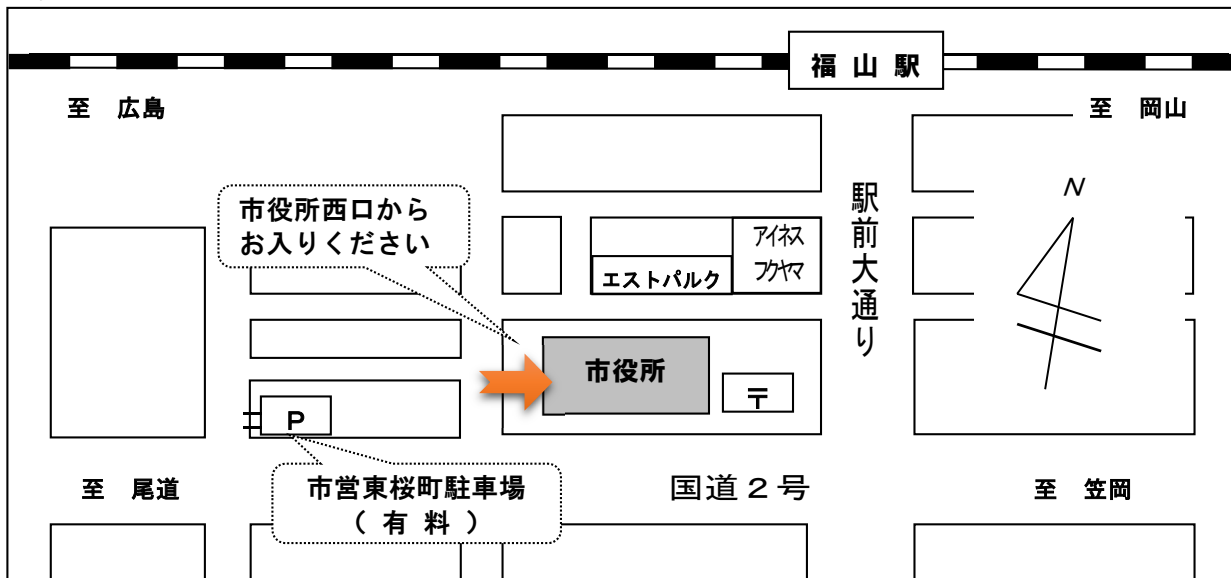 福山駅
至　広島
至　岡山
市役所西口から
お入りください
アイネス
フクヤマ
エストパルク
駅前大通り
N
市役所
〒
P
市営東桜町駐車場
（有料）
至　尾道
国道２号
至　笠岡